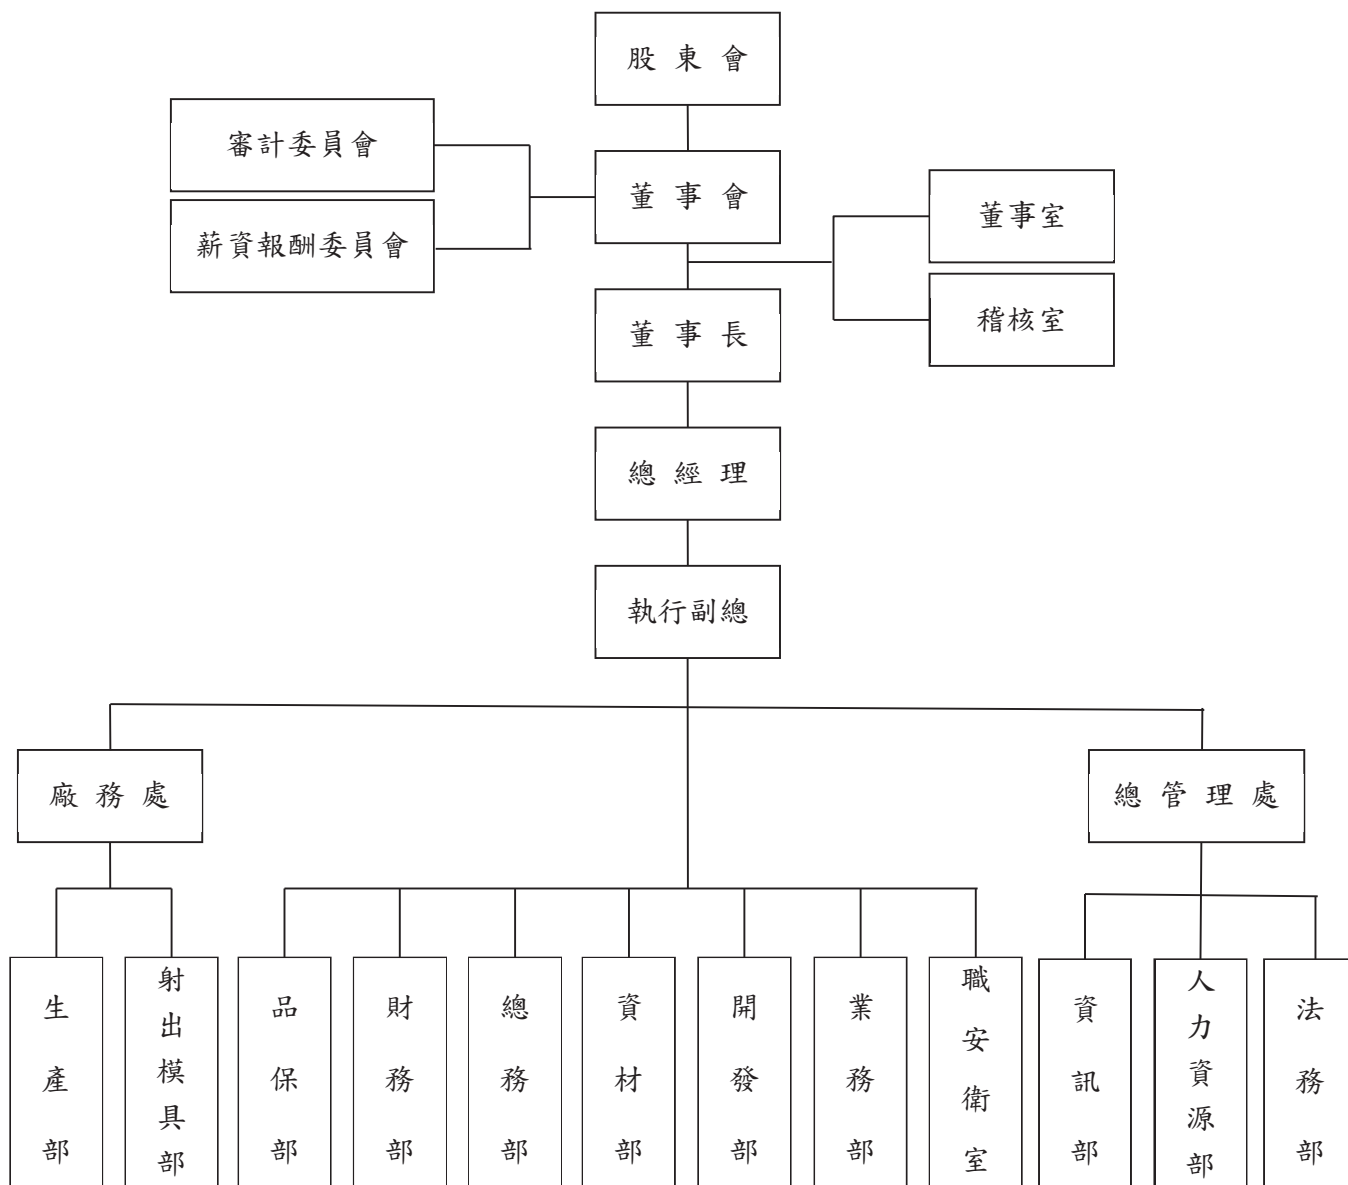 股東會
審計委員會
董事會
董事室
薪資報酬委員會
稽核室
董事長
總經理
執行副總
廠務處
總管理處
生產部
射出模具部
品保部
財務部
總務部
資材部
開發部
業務部
職安衛室
資訊部
人力資源部
法務部